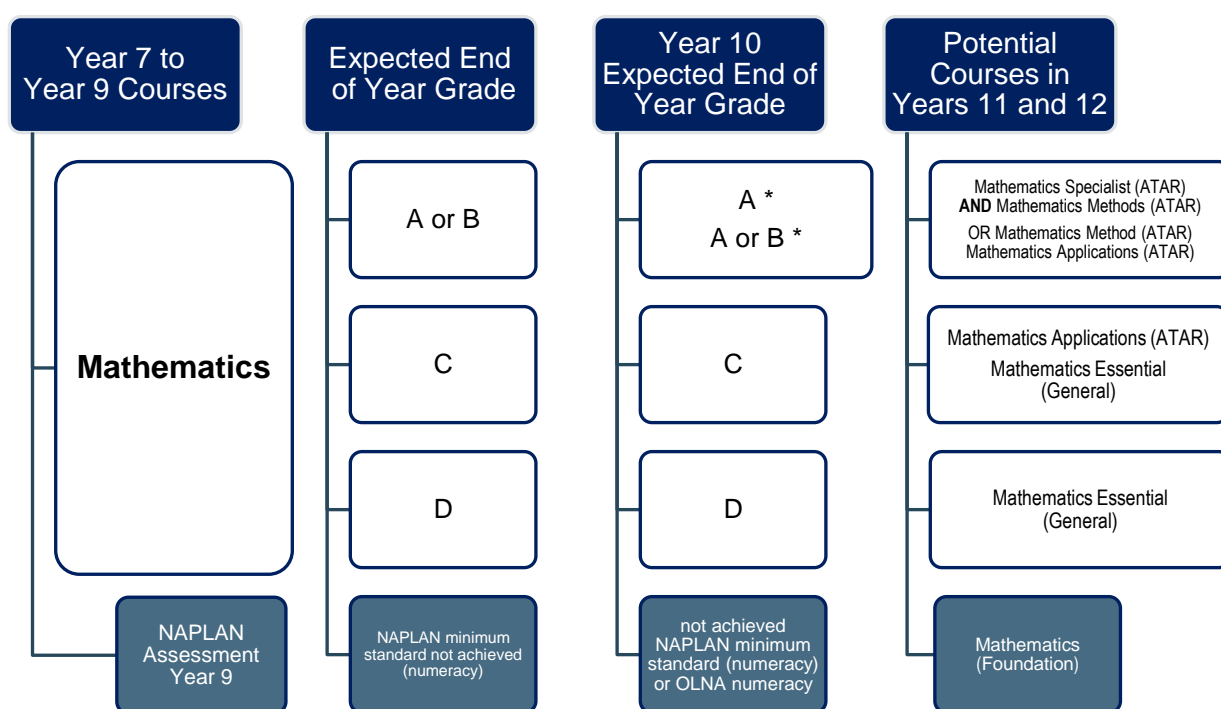 Year 7 to
Year 9 Courses
Mathematics
NAPLAN
Assessment
Year 9
Expected End
of Year Grade
A or B
C
D
NAPLAN minimum
standard not achieved
(numeracy)
Year 10
Expected End of
Year Grade
A *
A or B *
C
D
not achieved
NAPLAN minimum
standard (numeracy)
or OLNA numeracy
Potential
Courses in
Years 11 and 12
Mathematics Specialist (ATAR)
AND Mathematics Methods (ATAR)
OR Mathematics Method (ATAR)
Mathematics Applications (ATAR)
Mathematics Applications (ATAR)
Mathematics Essential
(General)
Mathematics Essential
(General)
Mathematics
(Foundation)